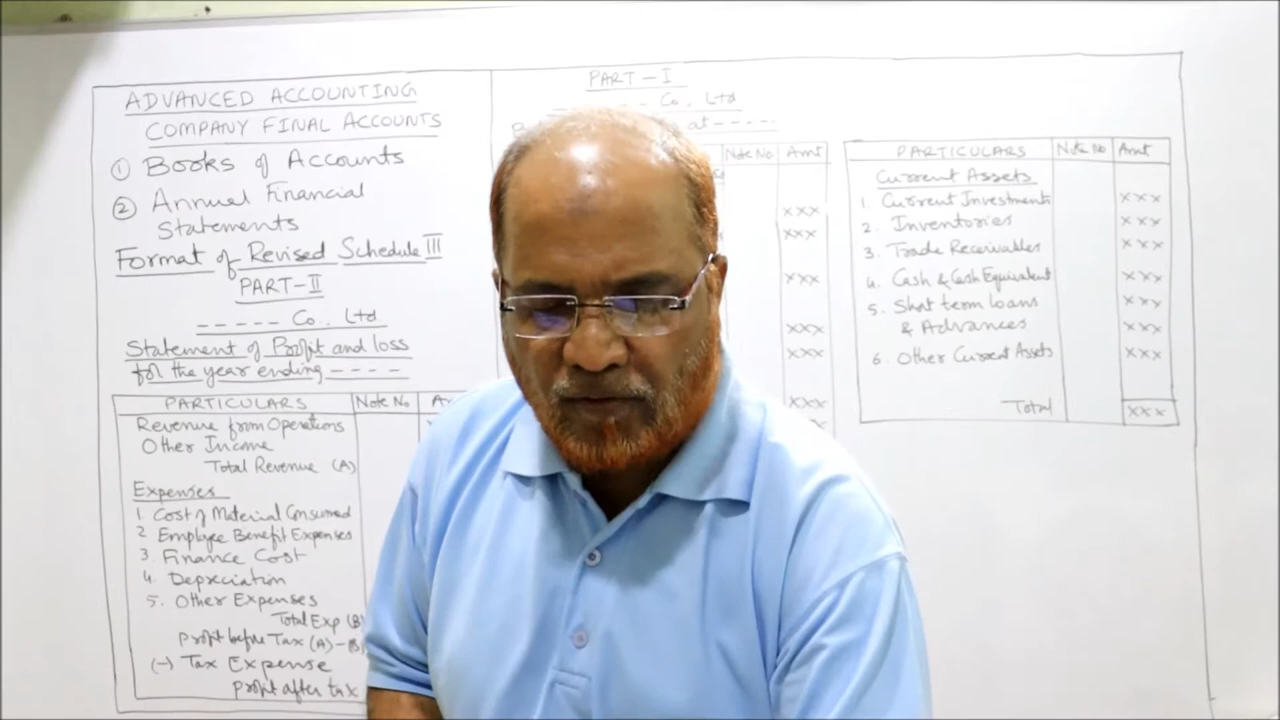 ADVANCED ACCOUNTING
COMPANY FINAL ACCOUNTS
① Books of Accounts
② Annual Financial
Statements
Format of Revised Schedule III
PART-II
----- Co., Ltd
Statement of Profit and loss
for the year ending ----
PARTICULARS Note No
Revenue from Operations
Other Income
Total Revenue (A)
Expenses
1 Cost of Material Consumed
2 Employee Benefit Expenses
3. Finance Cost
4. Depreciation
5. Other Expenses
Total Exp (B)
Profit before Tax (A)-(B)
(-) Tax Expense
profit after tax
PART-I
Co., Ltd
at -----
Note No Amt
xxx
xxx
xxx
xxx
xxx
xxx
PARTICULARS Note No Amt
Current Assets
1. Current Investments xxx
2. Inventories xxx
3. Trade Receivables xxx
4. Cash & Cash Equivalent xxx
5. Short term loans xxx
& Advances xxx
6. Other Current Assets xxx
Total xxx